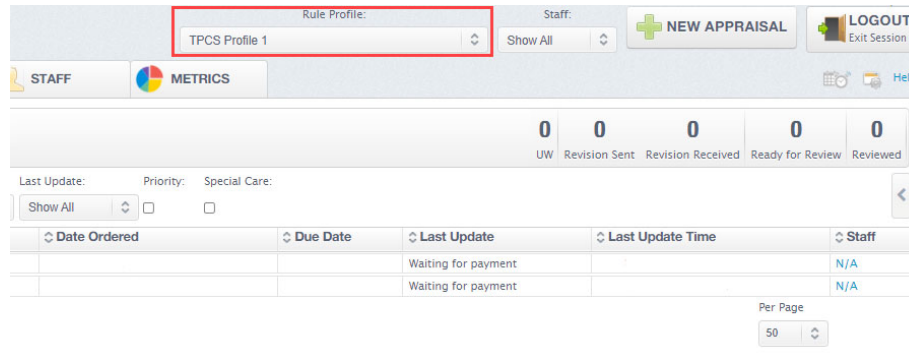 Rule Profile: Staff:
TPCS Profile 1 Show All NEW APPRAISAL LOGOUT
Exit Session
STAFF METRICS
0 0 0 0 0
UW Revision Sent Revision Received Ready for Review Reviewed
Last Update: Priority: Special Care:
Show All
Date Ordered Due Date Last Update Last Update Time Staff
Waiting for payment N/A
Waiting for payment N/A
Per Page
50